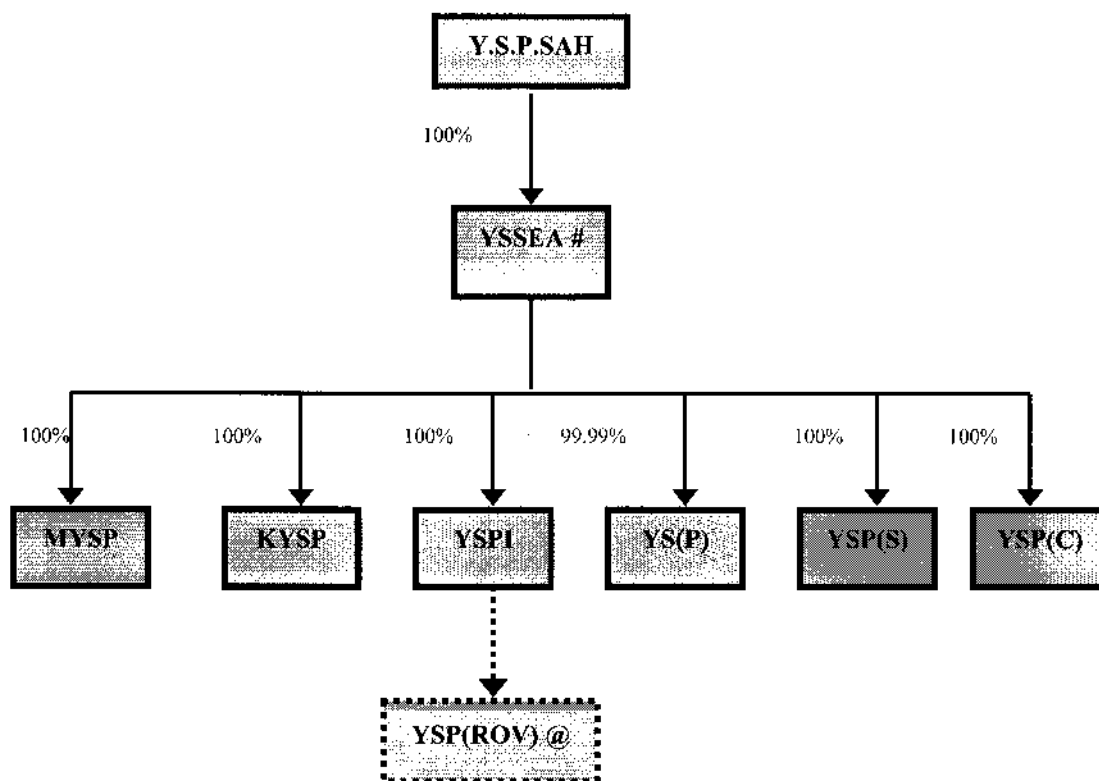 Y.S.P.SAH
100%
YSSEA #
100%
100%
100%
99.99%
100%
100%
MYSP
KYSP
YSPI
YS(P)
YSP(S)
YSP(C)
YSP(ROV) @